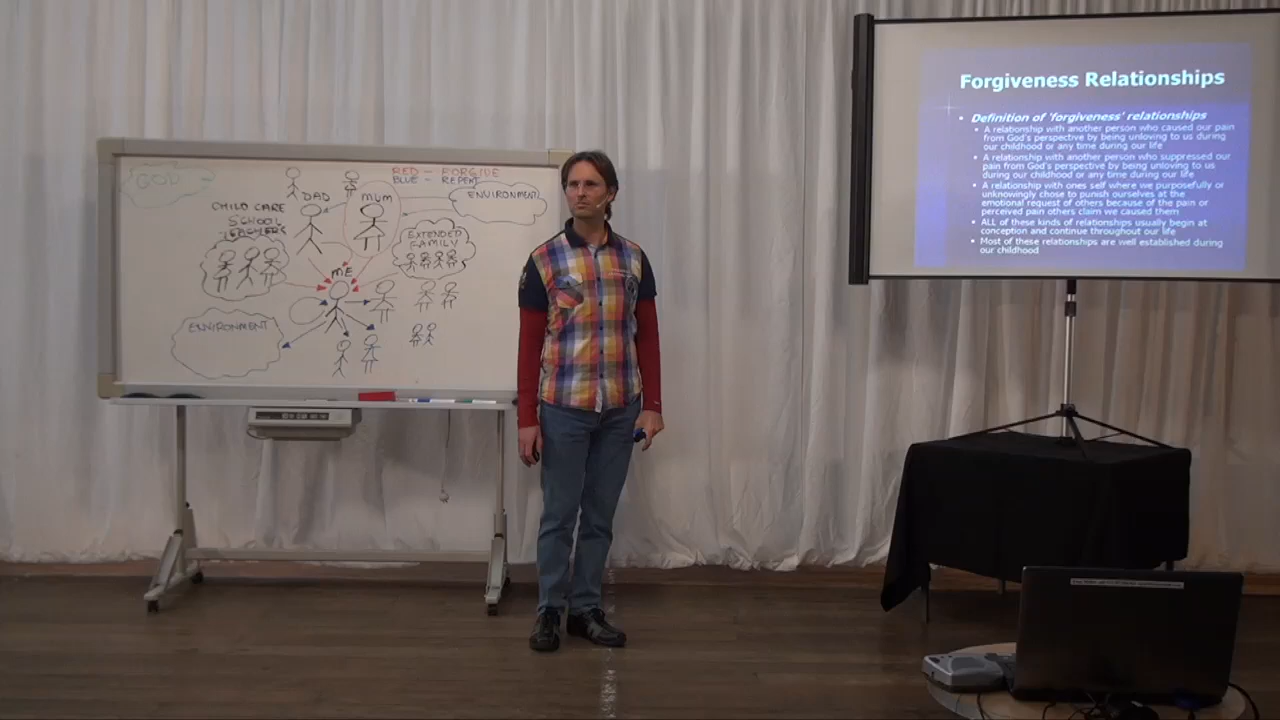 GOD
RED - FORGIVE
BLUE - REPENT
DAD
MUM
ENVIRONMENT
CHILD CARE
SCHOOL
TEACHERS
EXTENDED
FAMILY
ME
ENVIRONMENT
Forgiveness Relationships
Definition of 'forgiveness' relationships
A relationship with another person who caused our pain
from God's perspective by being unloving to us during
our childhood or any time during our life
A relationship with another person who suppressed our
pain from God's perspective by being unloving to us
during our childhood or any time during our life
A relationship with ones self where we purposefully or
unknowingly chose to punish ourselves at the
emotional request of others because of the pain or
perceived pain others claim we caused them
ALL of these kinds of relationships usually begin at
conception and continue throughout our life
Most of these relationships are well established during
our childhood